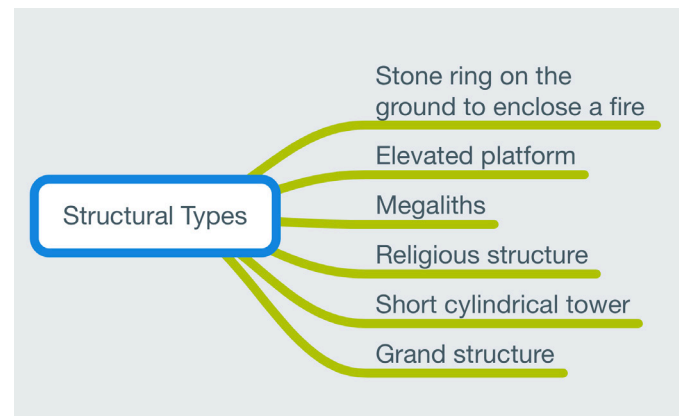 Structural Types
Stone ring on the
ground to enclose a fire
Elevated platform
Megaliths
Religious structure
Short cylindrical tower
Grand structure